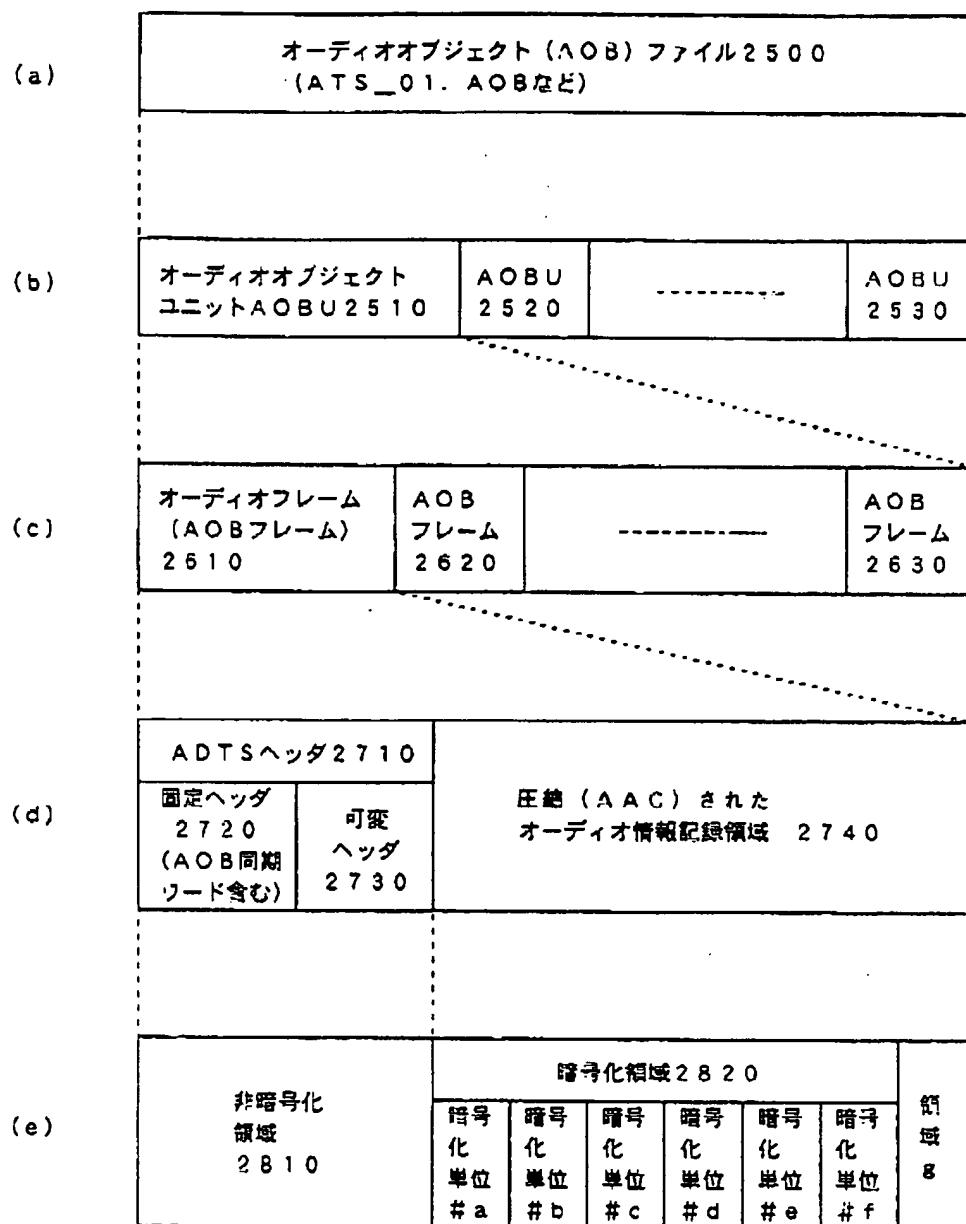 (a)
オーディオオブジェクト (AOB) ファイル2500
(ATS_01. AOBなど)
(b)
オーディオオブジェクト
ユニットAOBU2510
AOBU
2520
AOBU
2530
(c)
オーディオフレーム
(AOBフレーム)
2610
AOB
フレーム
2620
AOB
フレーム
2630
(d)
ADTSヘッダ2710
固定ヘッダ
2720
(AOB同期
ワード含む)
可変
ヘッダ
2730
圧縮 (AAC) された
オーディオ情報記録領域 2740
(e)
非暗号化
領域
2810
暗号化領域2820
暗号
化
単位
#a
暗号
化
単位
#b
暗号
化
単位
#c
暗号
化
単位
#d
暗号
化
単位
#e
暗号
化
単位
#f
領
域
g